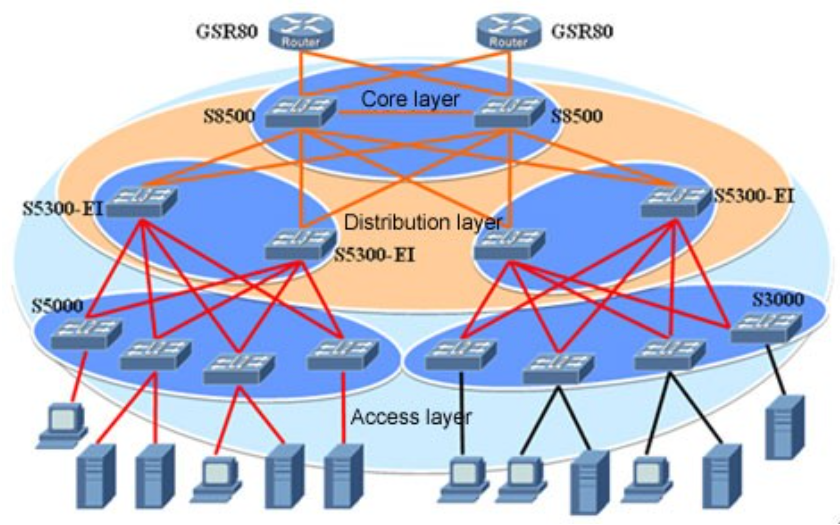 GSR80
GSR80
Router
Router
Core layer
S8500
S8500
S5300-EI
S5300-EI
Distribution layer
S5300-EI
S5000
S3000
Access layer